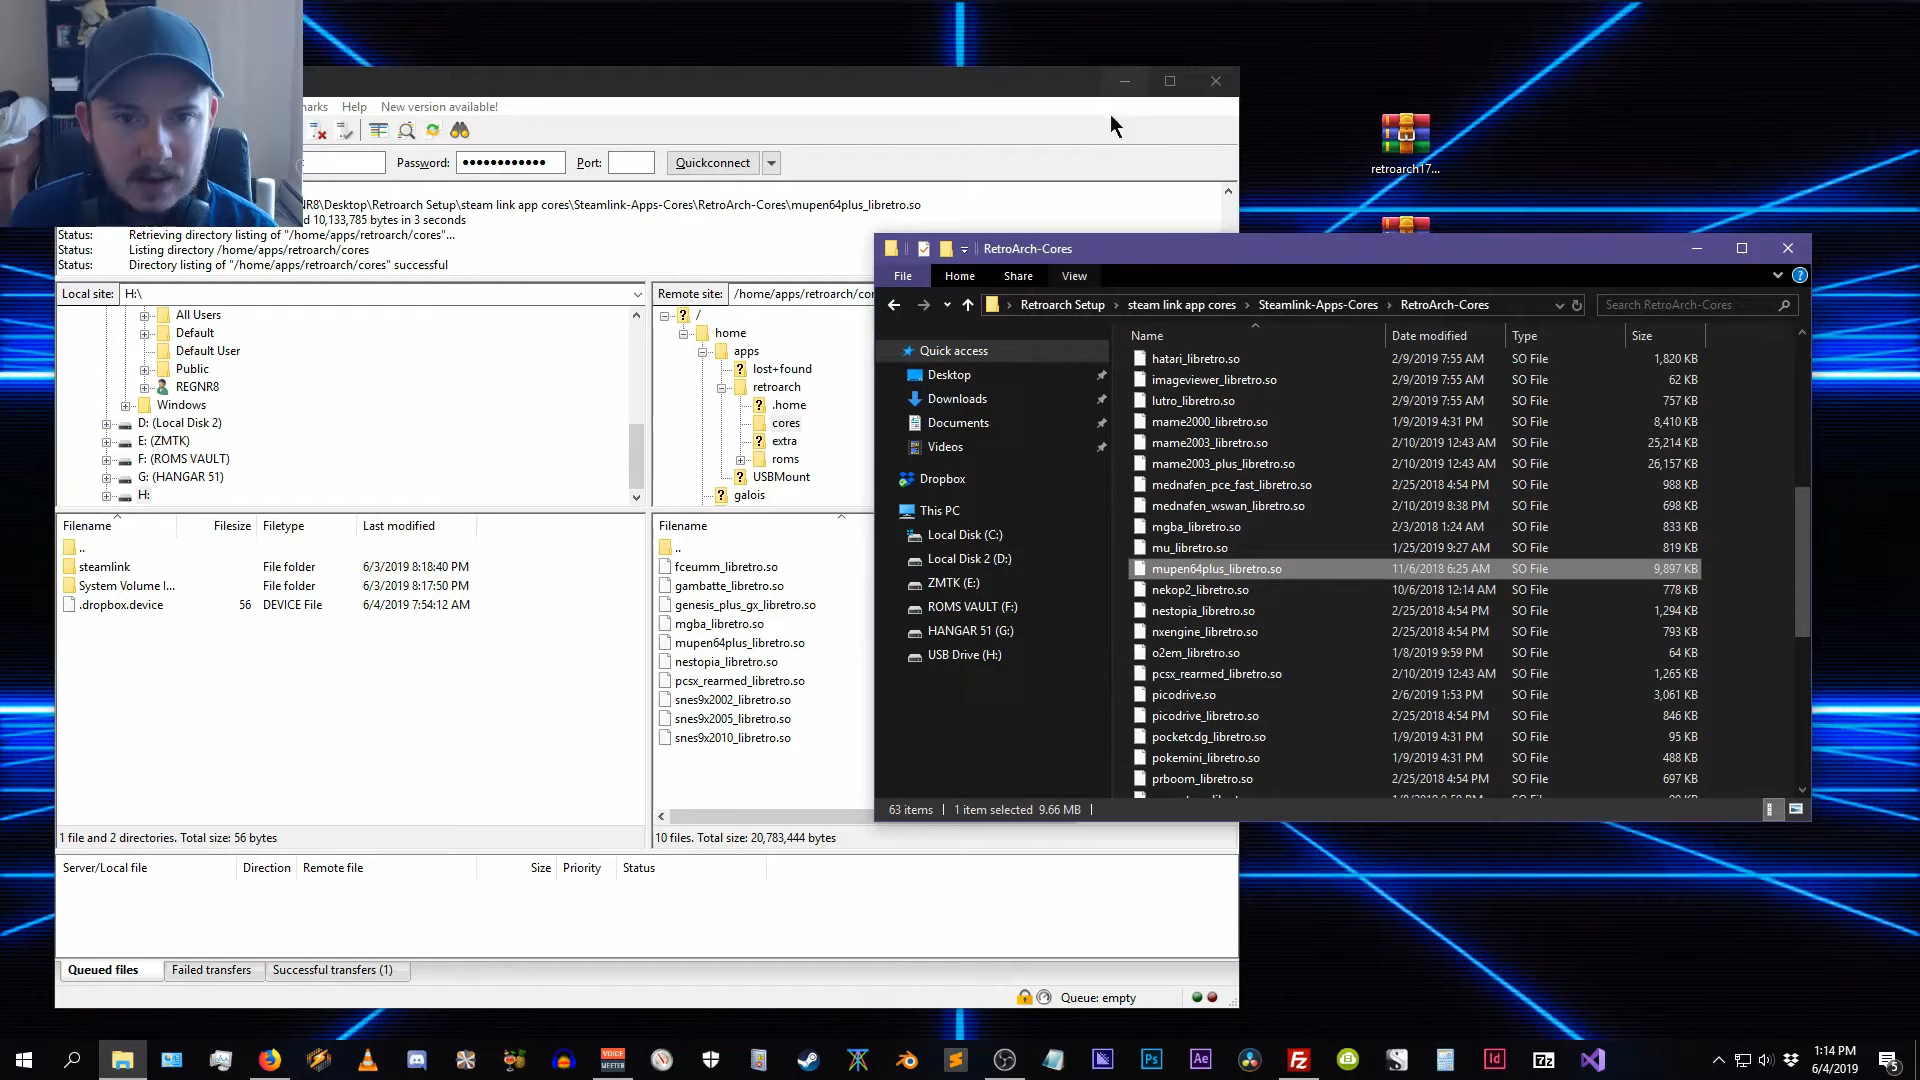 Help
New version available!
Password:
●●●●●●●●●●●●
Port:
Quickconnect
NR8\Desktop\Retroarch Setup\steam link app cores\Steamlink-Apps-Cores\RetroArch-Cores\mupen64plus_libretro.so
10,133,785 bytes in 3 seconds
Status: Retrieving directory listing of "/home/apps/retroarch/cores"...
Status: Listing directory /home/apps/retroarch/cores
Status: Directory listing of "/home/apps/retroarch/cores" successful
Local site: H:\
All Users
Default
Default User
Public
REGNR8
Windows
D: (Local Disk 2)
E: (ZMTK)
F: (ROMS VAULT)
G: (HANGAR 51)
H:
Remote site: /home/apps/retroarch/cor
/
home
apps
lost+found
retroarch
.home
cores
extra
roms
USBMount
galois
Filename Filesize Filetype Last modified
..
steamlink File folder 6/3/2019 8:18:40 PM
System Volume I... File folder 6/3/2019 8:17:50 PM
.dropbox.device 56 DEVICE File 6/4/2019 7:54:12 AM
1 file and 2 directories. Total size: 56 bytes
Filename
..
fceumm_libretro.so
gambatte_libretro.so
genesis_plus_gx_libretro.so
mgba_libretro.so
mupen64plus_libretro.so
nestopia_libretro.so
pcsx_rearmed_libretro.so
snes9x2002_libretro.so
snes9x2005_libretro.so
snes9x2010_libretro.so
10 files. Total size: 20,783,444 bytes
Server/Local file Direction Remote file Size Priority Status
Queued files Failed transfers Successful transfers (1)
Queue: empty
retroarch17...
RetroArch-Cores
File Home Share View
Retroarch Setup › steam link app cores › Steamlink-Apps-Cores › RetroArch-Cores
Search RetroArch-Cores
Quick access
Desktop
Downloads
Documents
Videos
Dropbox
This PC
Local Disk (C:)
Local Disk 2 (D:)
ZMTK (E:)
ROMS VAULT (F:)
HANGAR 51 (G:)
USB Drive (H:)
Name Date modified Type Size
hatari_libretro.so 2/9/2019 7:55 AM SO File 1,820 KB
imageviewer_libretro.so 2/9/2019 7:55 AM SO File 62 KB
lutro_libretro.so 2/9/2019 7:55 AM SO File 757 KB
mame2000_libretro.so 1/9/2019 4:31 PM SO File 8,410 KB
mame2003_libretro.so 2/10/2019 12:43 AM SO File 25,214 KB
mame2003_plus_libretro.so 2/10/2019 12:43 AM SO File 26,157 KB
mednafen_pce_fast_libretro.so 2/25/2018 4:54 PM SO File 988 KB
mednafen_wswan_libretro.so 2/10/2019 8:38 PM SO File 698 KB
mgba_libretro.so 2/3/2018 1:24 AM SO File 833 KB
mu_libretro.so 1/25/2019 9:27 AM SO File 819 KB
mupen64plus_libretro.so 11/6/2018 6:25 AM SO File 9,897 KB
nekop2_libretro.so 10/6/2018 12:14 AM SO File 778 KB
nestopia_libretro.so 2/25/2018 4:54 PM SO File 1,294 KB
nxengine_libretro.so 2/25/2018 4:54 PM SO File 793 KB
o2em_libretro.so 1/8/2019 9:59 PM SO File 64 KB
pcsx_rearmed_libretro.so 2/10/2019 12:43 AM SO File 1,265 KB
picodrive.so 2/6/2019 1:53 PM SO File 3,061 KB
picodrive_libretro.so 2/25/2018 4:54 PM SO File 846 KB
pocketcdg_libretro.so 1/9/2019 4:31 PM SO File 95 KB
pokemini_libretro.so 1/9/2019 4:31 PM SO File 488 KB
prboom_libretro.so 2/25/2018 4:54 PM SO File 697 KB
63 items 1 item selected 9.66 MB
VOICE
MEETER
Ps
Ae
Fz
Id
7z
1:14 PM
6/4/2019
5